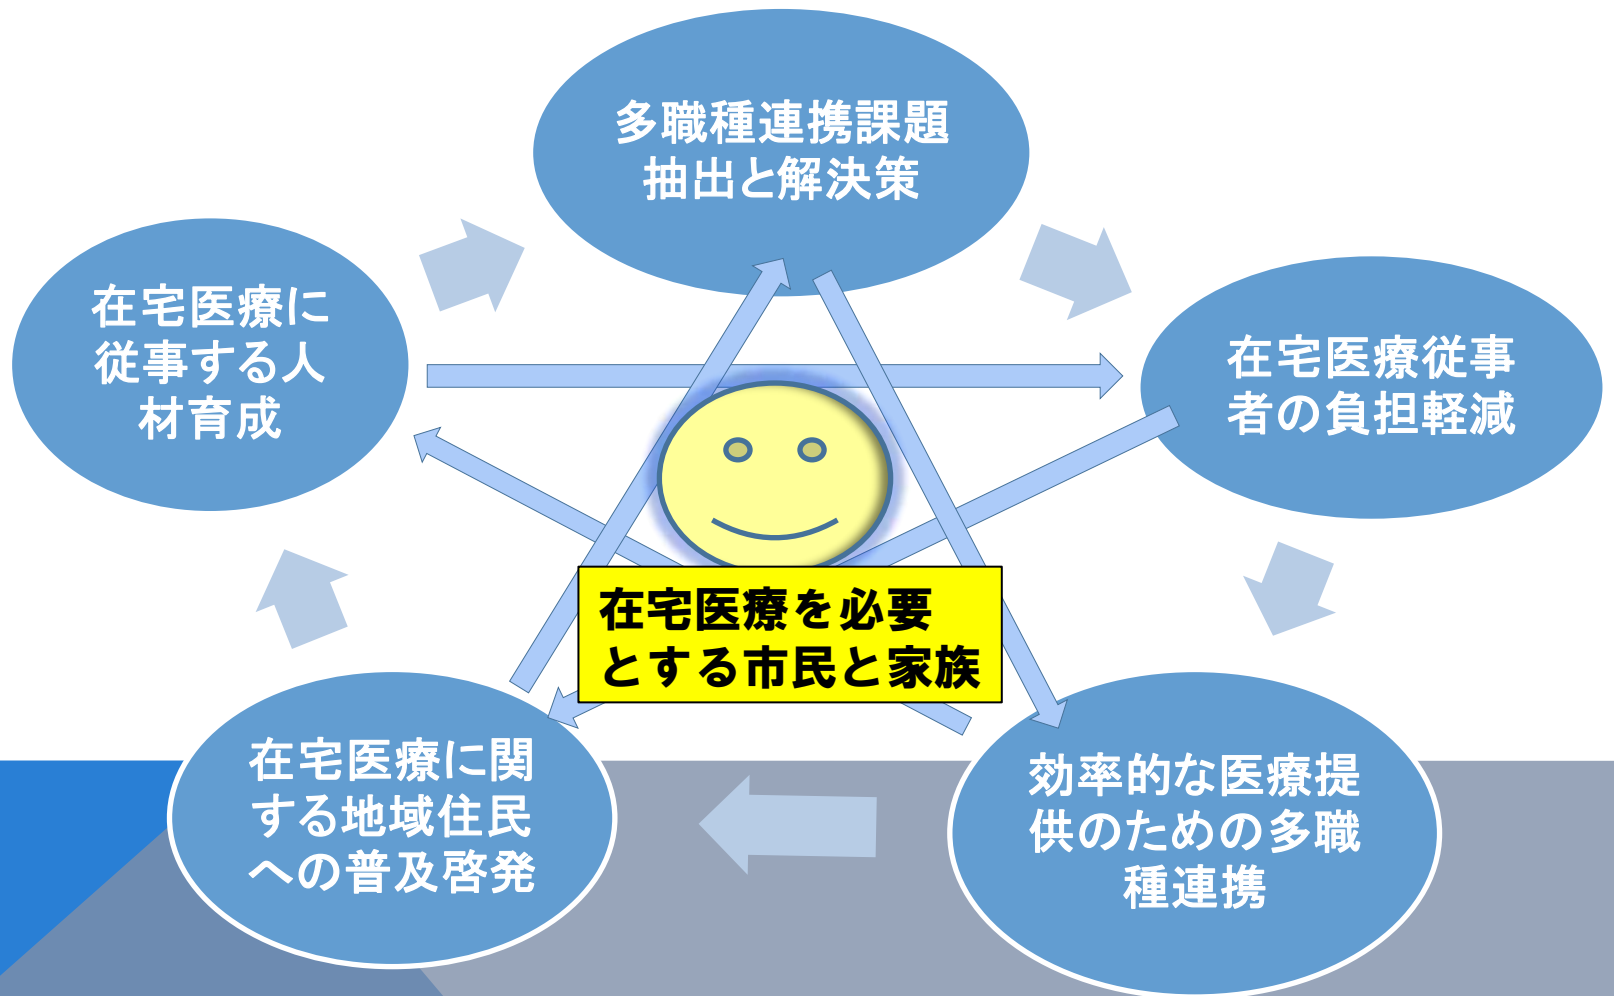 多職種連携課題
抽出と解決策
在宅医療に
従事する人
材育成
在宅医療従事
者の負担軽減
在宅医療を必要
とする市民と家族
在宅医療に関
する地域住民
への普及啓発
効率的な医療提
供のための多職
種連携